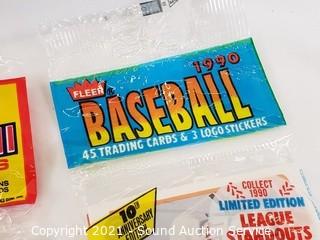 FLEER
1990
BASEBALL
45 TRADING CARDS & 3 LOGO STICKERS
10TH
ANNIVERSARY
COLLECT
1990
LIMITED EDITION
LEAGUE
STANDOUTS
Copyright 2021 Sound Auction Service